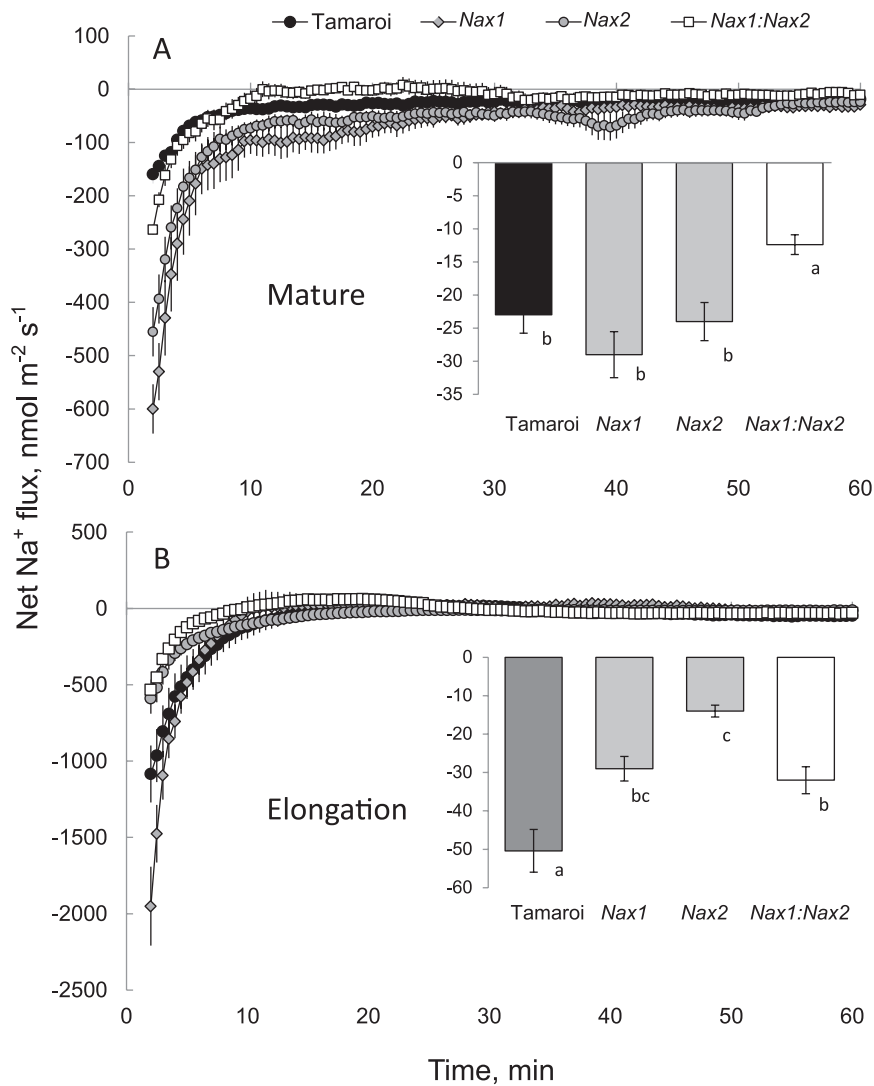 Tamaroi Nax1 Nax2 Nax1:Nax2
A
100
0
-100
-200
-300
-400
-500
-600
-700
Mature
0
-5
-10
-15
-20
-25
-30
-35
b
b
b
a
Tamaroi Nax1 Nax2 Nax1:Nax2
0 10 20 30 40 50 60
Net Na⁺ flux, nmol m⁻² s⁻¹
B
500
0
-500
-1000
-1500
-2000
-2500
Elongation
0
-10
-20
-30
-40
-50
-60
a
bc
c
b
Tamaroi Nax1 Nax2 Nax1:Nax2
0 10 20 30 40 50 60
Time, min